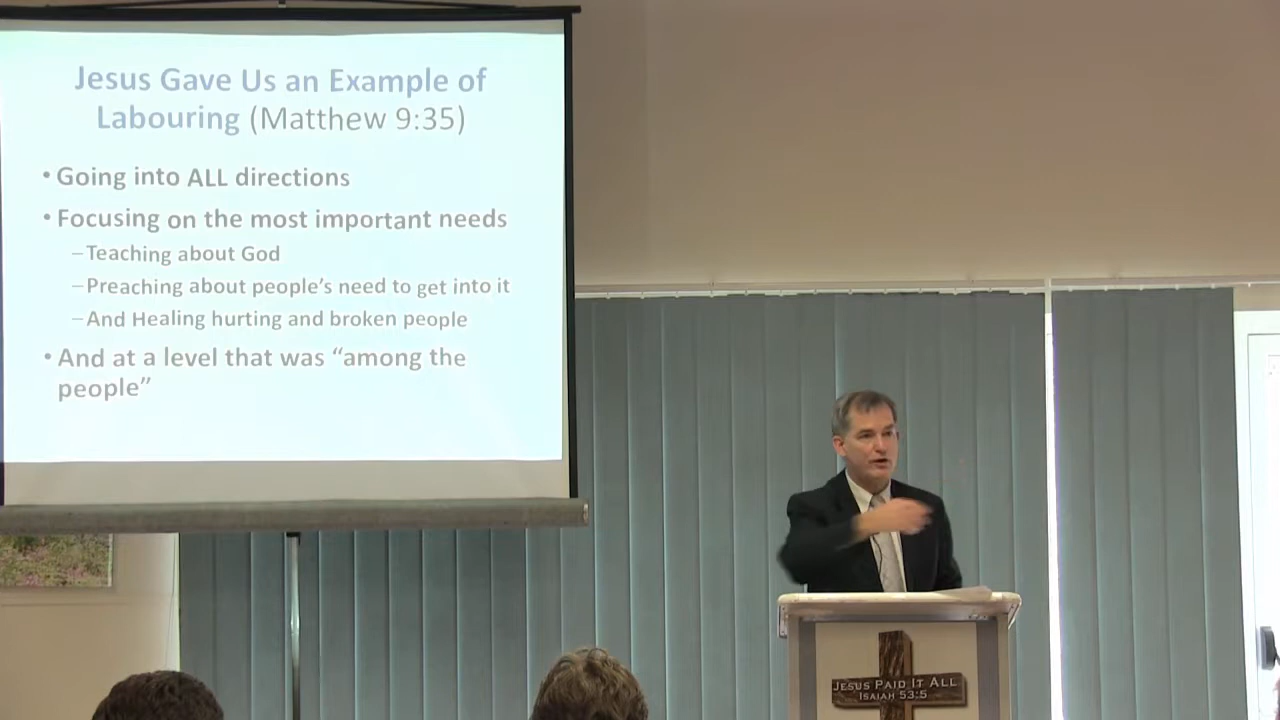 Jesus Gave Us an Example of
Labouring (Matthew 9:35)
• Going into ALL directions
• Focusing on the most important needs
–Teaching about God
–Preaching about people's need to get into it
–And Healing hurting and broken people
• And at a level that was “among the
people”
JESUS PAID IT ALL
ISAIAH 53:5